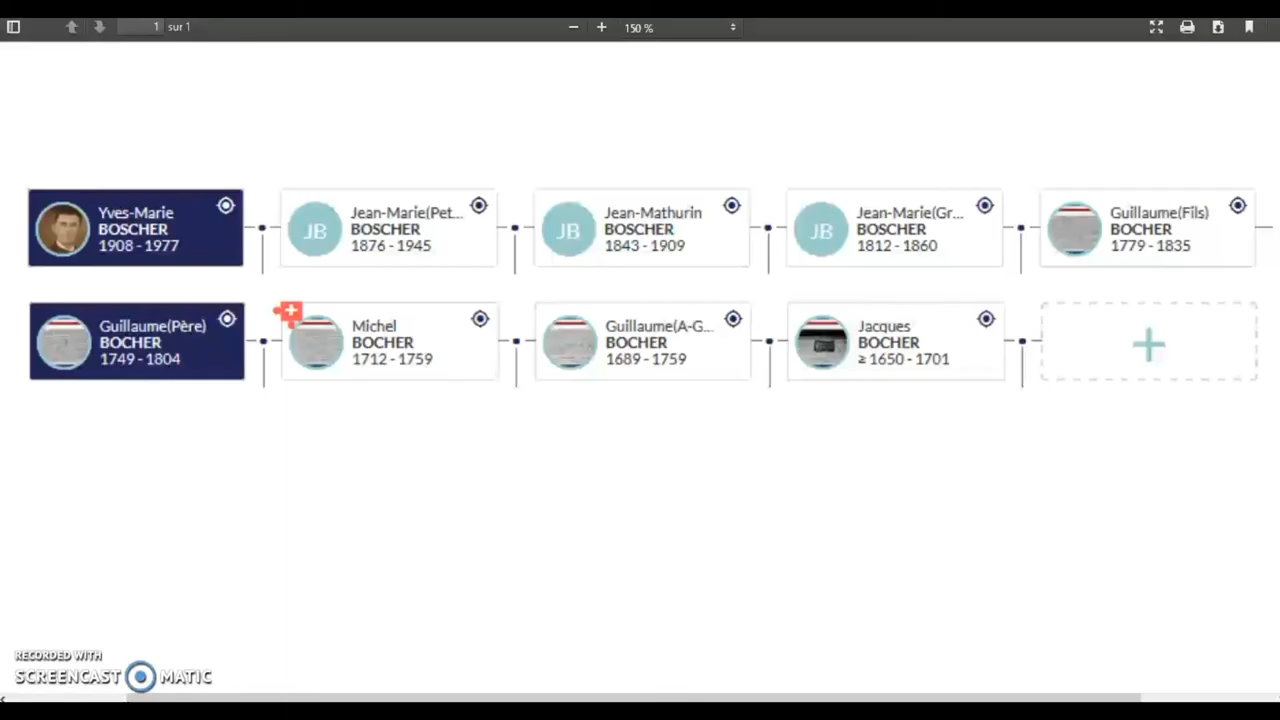 1 sur 1
150 %
Yves-Marie
BOSCHER
1908 - 1977
JB
Jean-Marie(Pet...
BOSCHER
1876 - 1945
JB
Jean-Mathurin
BOSCHER
1843 - 1909
JB
Jean-Marie(Gr...
BOSCHER
1812 - 1860
Guillaume(Fils)
BOCHER
1779 - 1835
Guillaume(Père)
BOCHER
1749 - 1804
Michel
BOCHER
1712 - 1759
Guillaume(A-G...
BOCHER
1689 - 1759
Jacques
BOCHER
≥ 1650 - 1701
RECORDED WITH
SCREENCAST MATIC